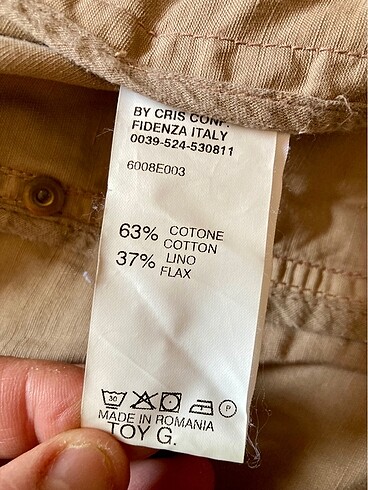 BY CRIS CONF.
FIDENZA ITALY
0039-524-530811
6008E003
63% COTONE
COTTON
37% LINO
FLAX
30 P
MADE IN ROMANIA
TOY G.